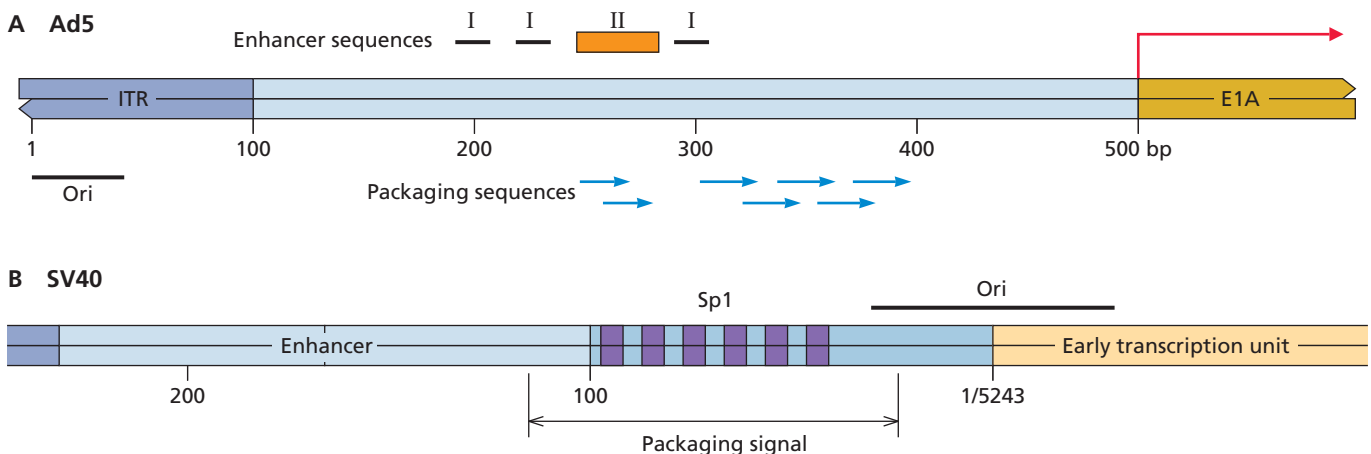 A Ad5
Enhancer sequences I I II I
ITR E1A
1 100 200 300 400 500 bp
Ori
Packaging sequences
B SV40
Sp1 Ori
Enhancer Early transcription unit
200 100 1/5243
Packaging signal